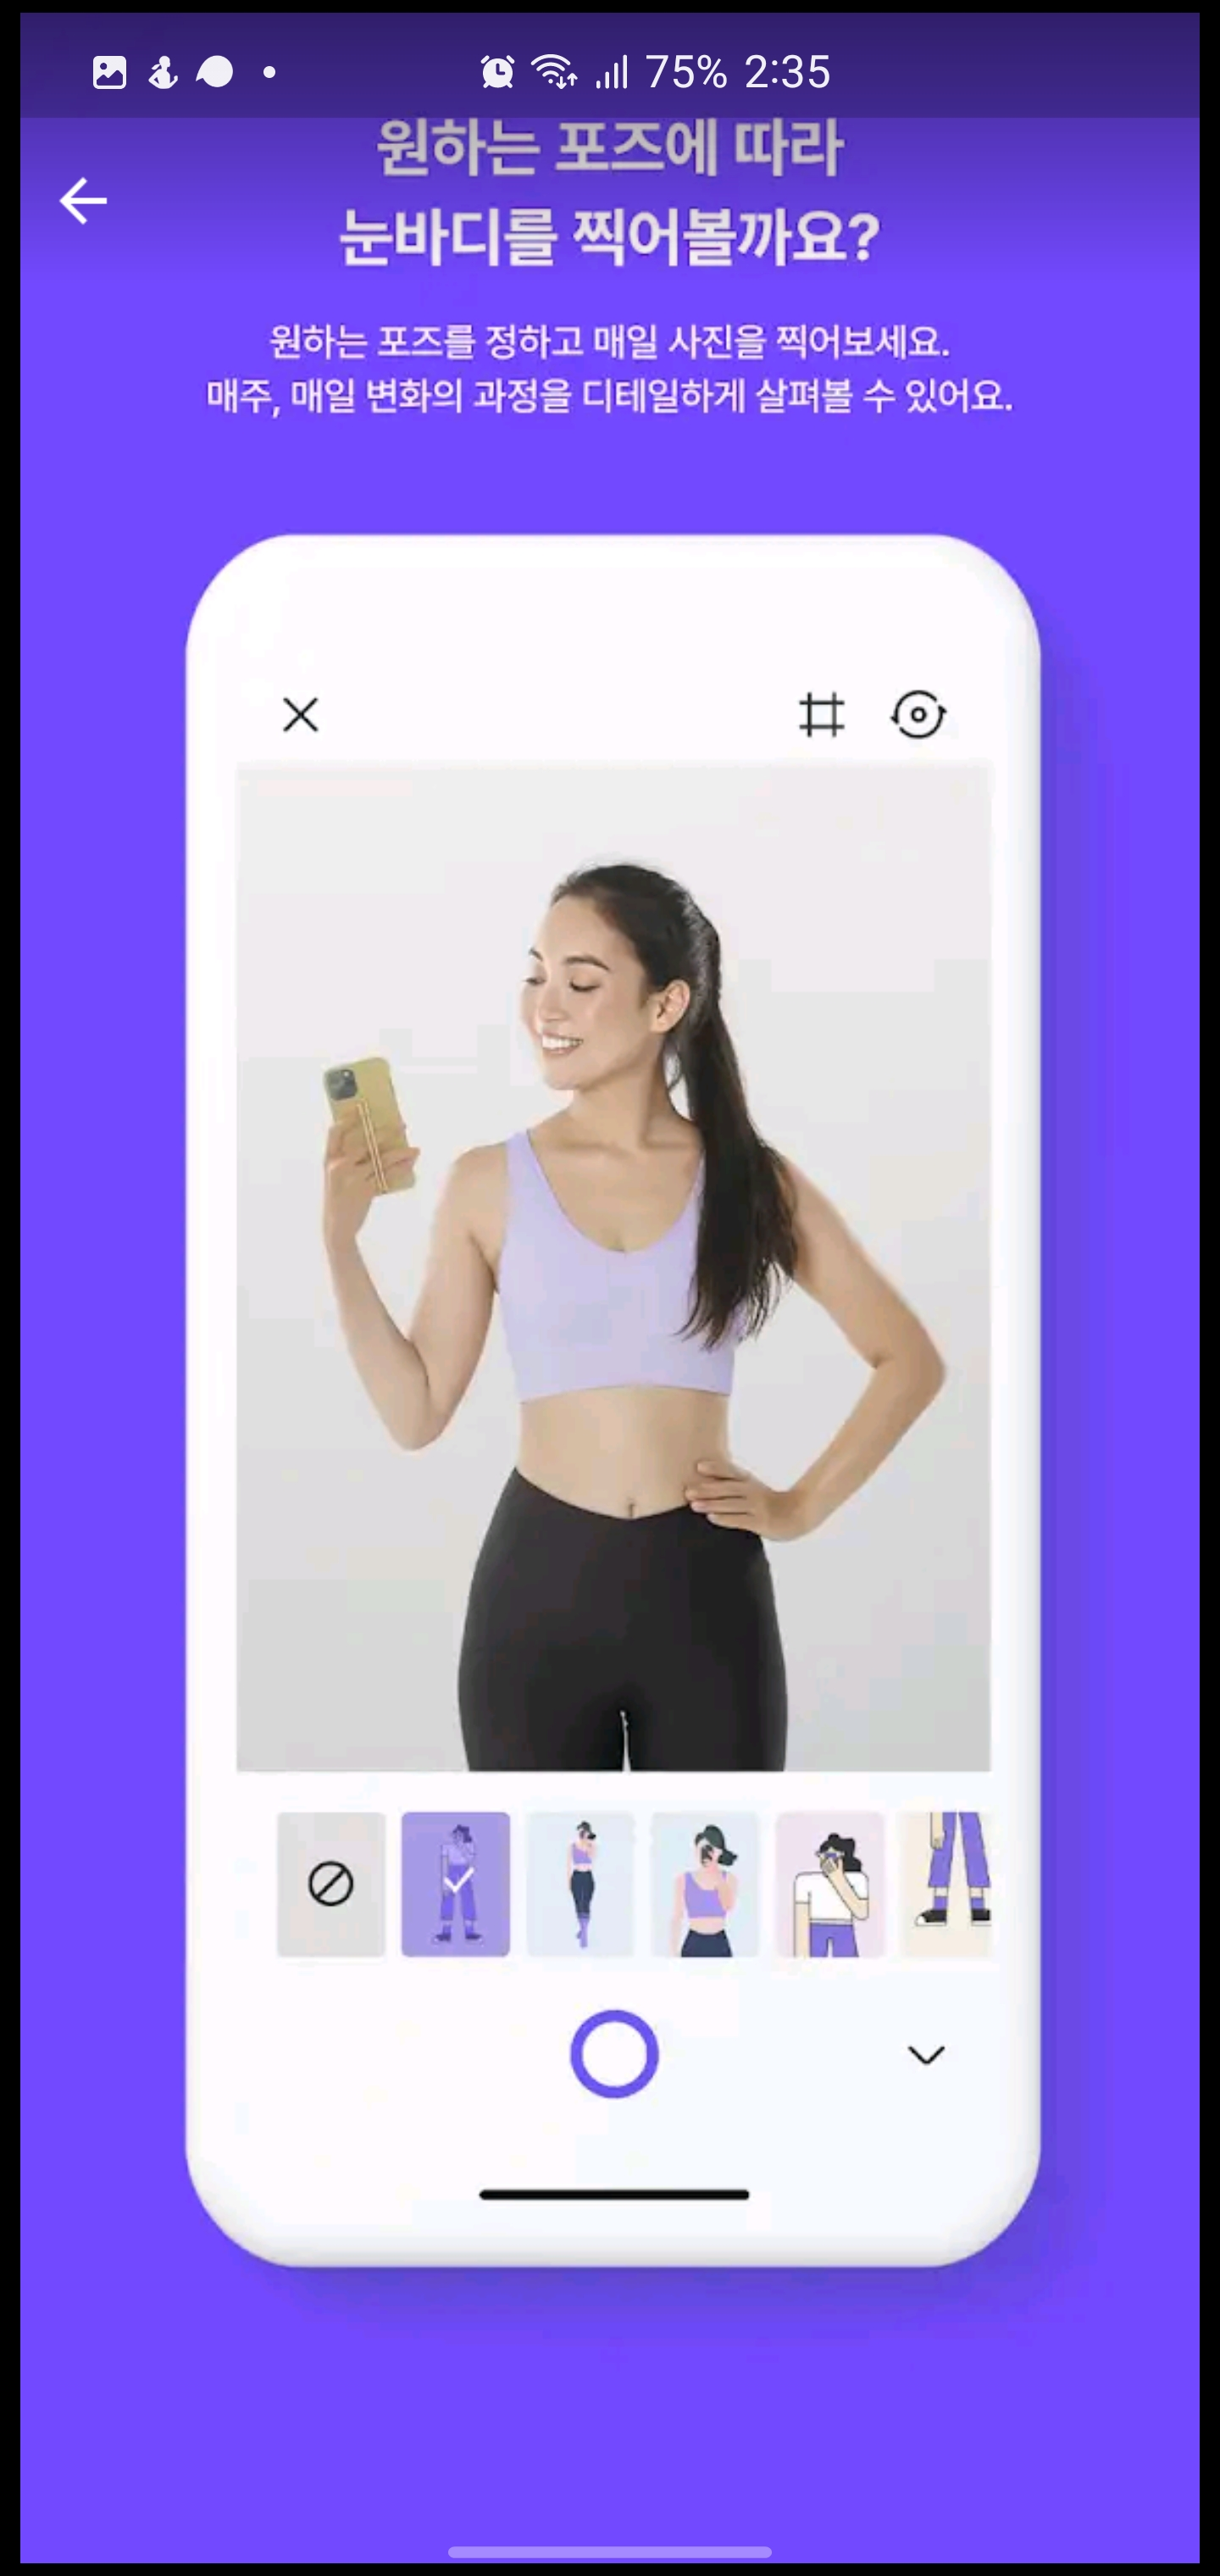 75% 2:35
원하는 포즈에 따라
눈바디를 찍어볼까요?
원하는 포즈를 정하고 매일 사진을 찍어보세요.
매주, 매일 변화의 과정을 디테일하게 살펴볼 수 있어요.